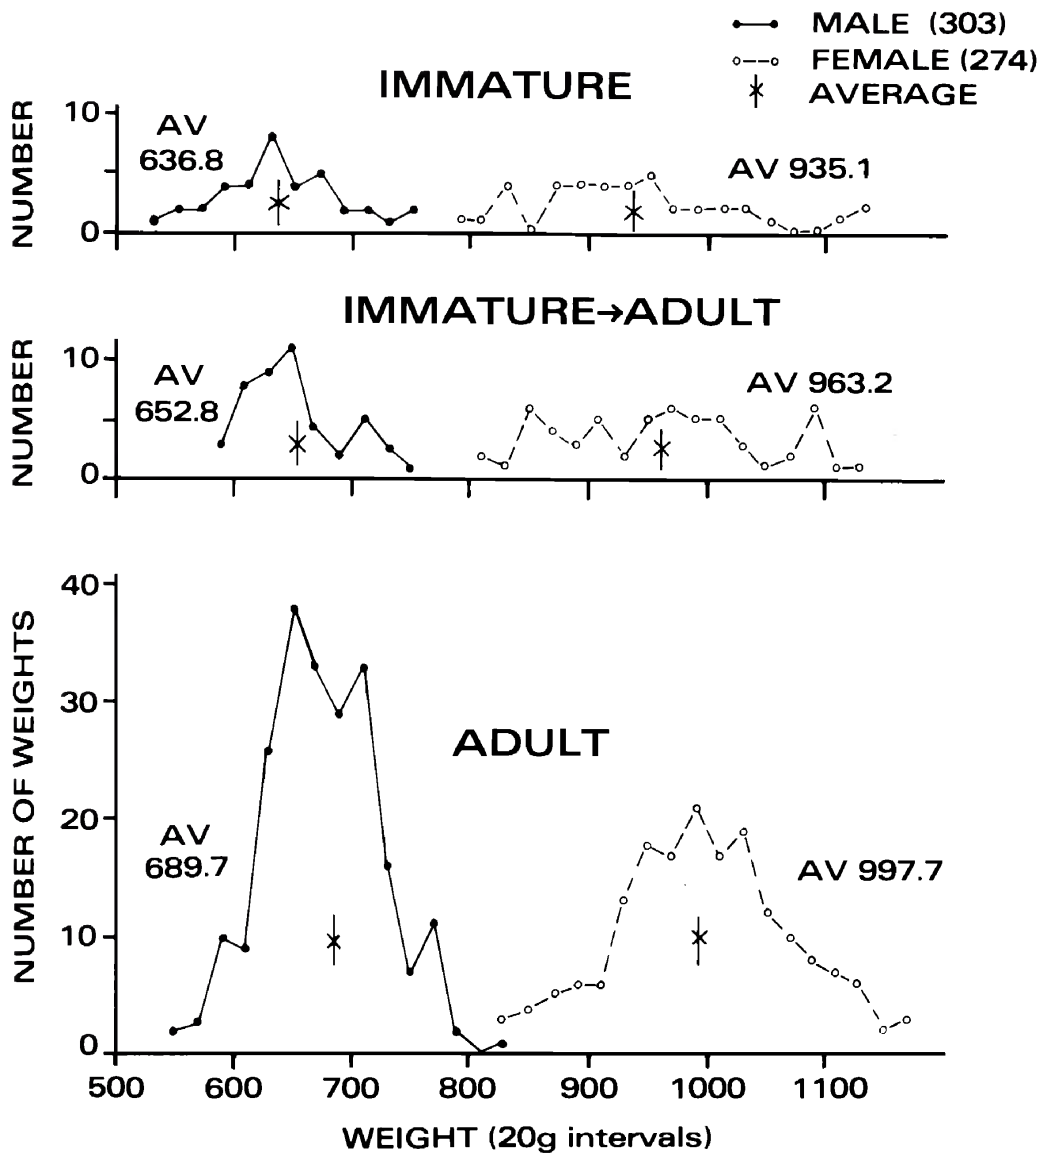 MALE (303)
FEMALE (274)
AVERAGE
IMMATURE
NUMBER
10
0
AV
636.8
AV 935.1
IMMATURE→ADULT
NUMBER
10
0
AV
652.8
AV 963.2
ADULT
NUMBER OF WEIGHTS
40
30
20
10
0
AV
689.7
AV 997.7
500 600 700 800 900 1000 1100
WEIGHT (20g intervals)